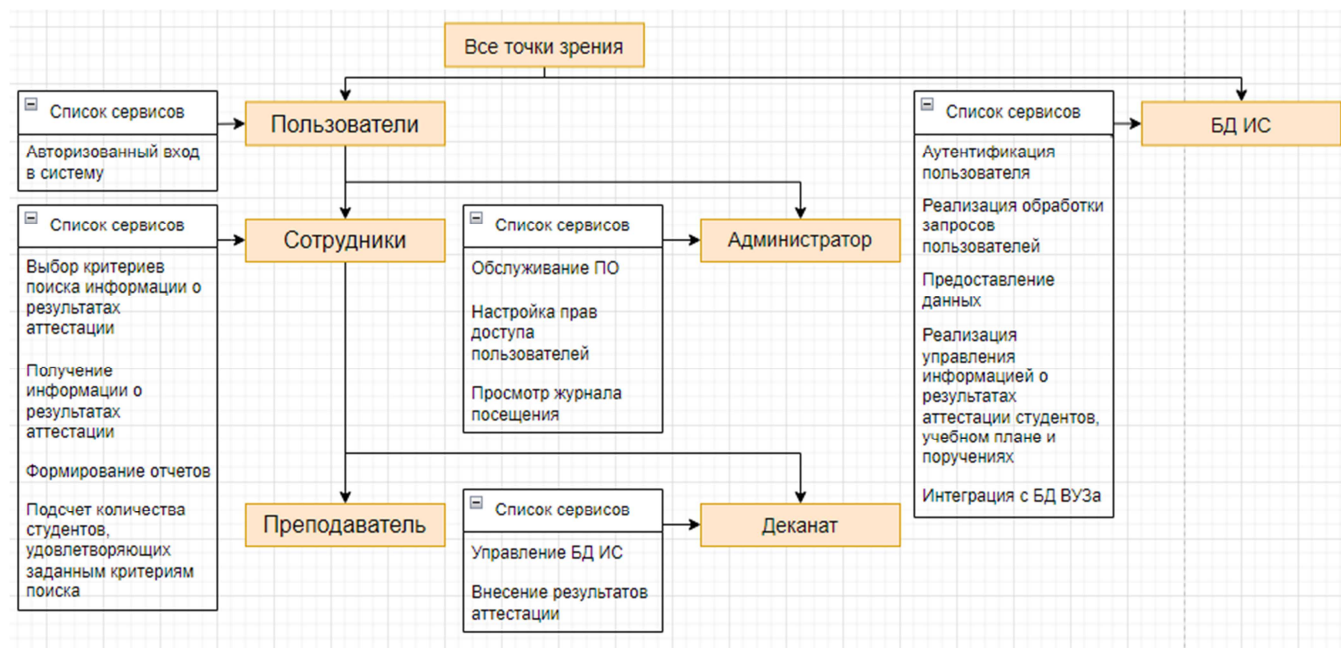 Все точки зрения
Список сервисов
Авторизованный вход
в систему
Пользователи
Список сервисов
Аутентификация
пользователя
Реализация обработки
запросов
пользователей
Предоставление
данных
Реализация
управления
информацией о
результатах
аттестации студентов,
учебном плане и
поручениях
Интеграция с БД ВУЗа
БД ИС
Список сервисов
Выбор критериев
поиска информации о
результатах
аттестации
Получение
информации о
результатах
аттестации
Формирование отчетов
Подсчет количества
студентов,
удовлетворяющих
заданным критериям
поиска
Сотрудники
Список сервисов
Обслуживание ПО
Настройка прав
доступа
пользователей
Просмотр журнала
посещения
Администратор
Преподаватель
Список сервисов
Управление БД ИС
Внесение результатов
аттестации
Деканат